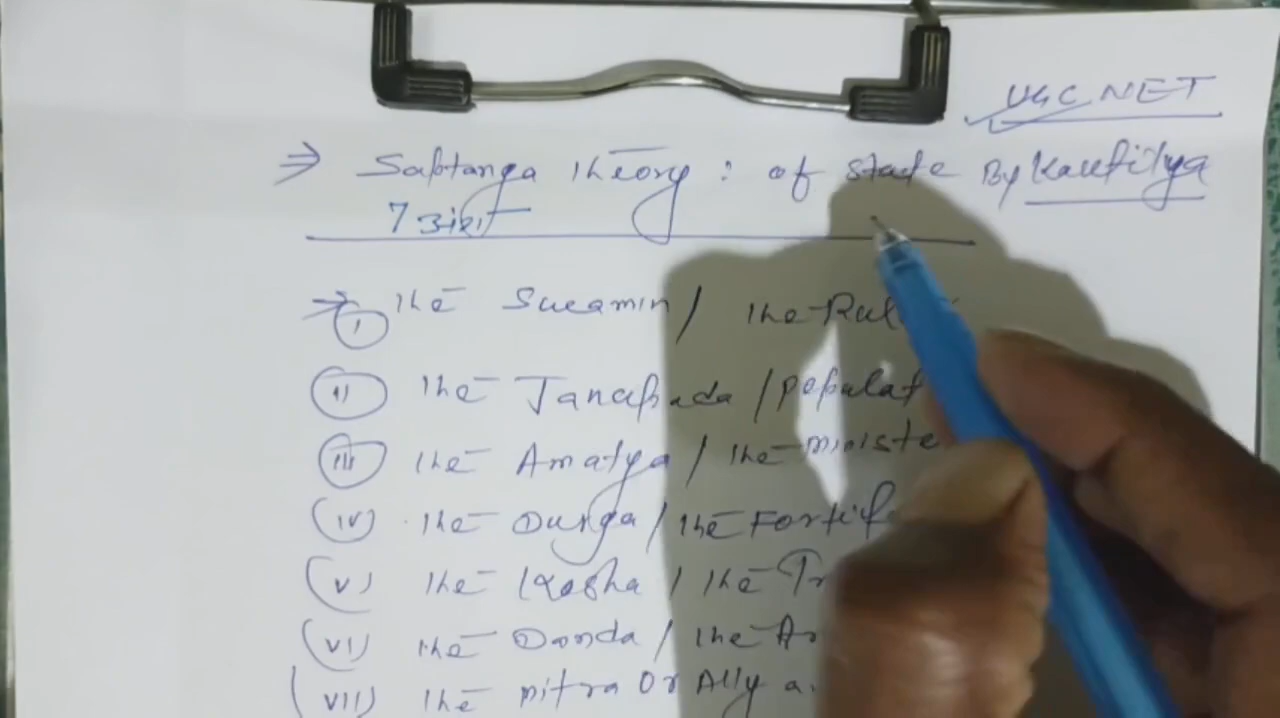 UGC NET
⇒ Saptanga Theory : of State By Kautilya
7 अंग
→ (I) The Swamin / The Rul
(II) The Janapada / Populat
(III) The Amatya / The Ministe
(IV) The Durga / The Fortif
(V) The Kosha / The Tr
(VI) The Danda / The Ar
(VII) The Mitra Or Ally a